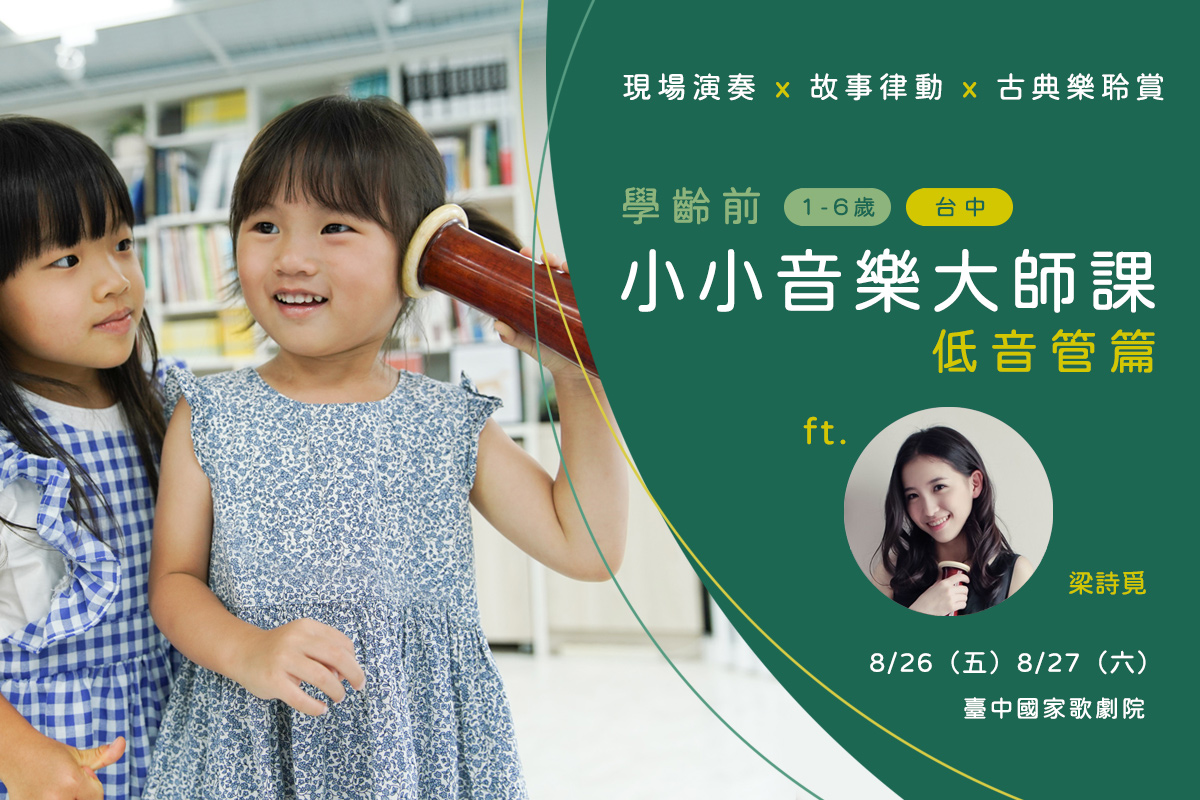 現場演奏 x 故事律動 x 古典樂聆賞
學齡前 1-6歲 台中
小小音樂大師課
低音管篇
ft.
梁詩覓
8/26（五）8/27（六）
臺中國家歌劇院